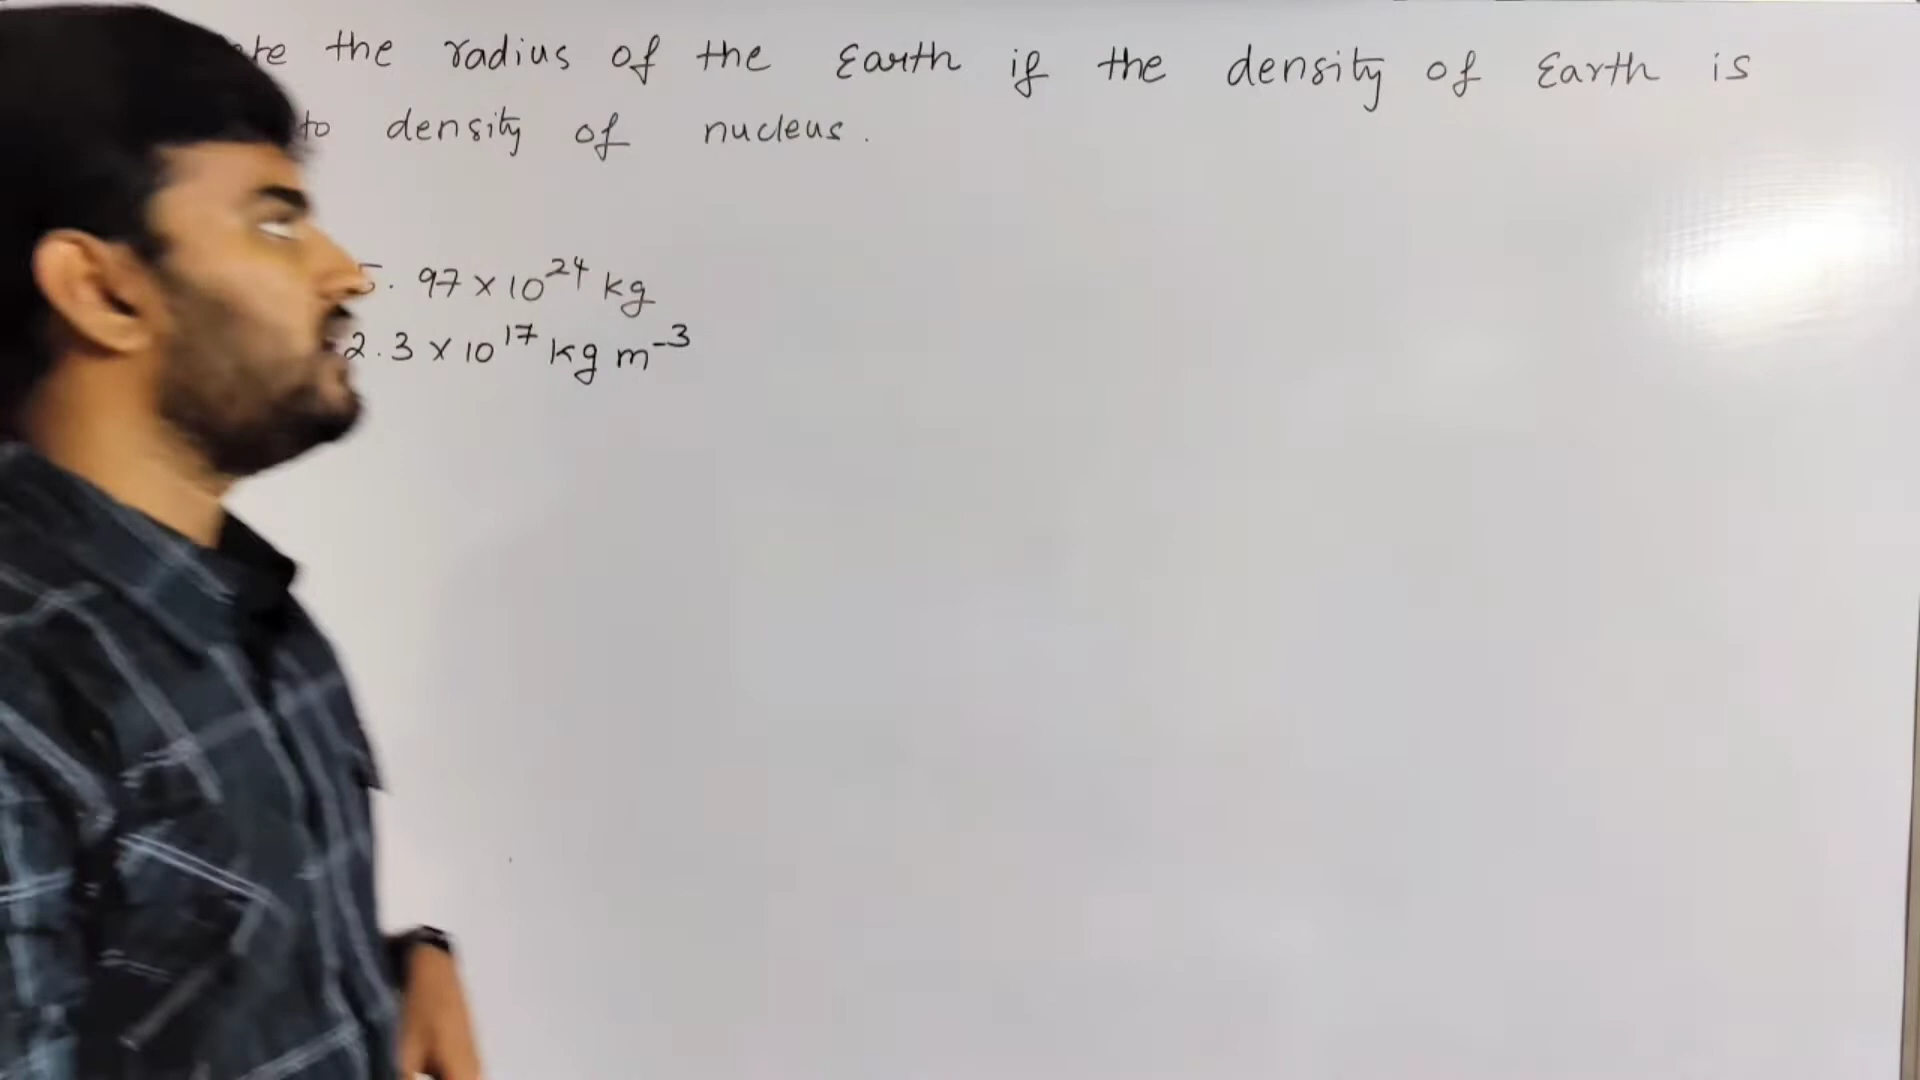 the radius of the Earth if the density of Earth is
to density of nucleus.
5.97 × 10²⁴ kg
2.3 × 10¹⁷ kg m⁻³